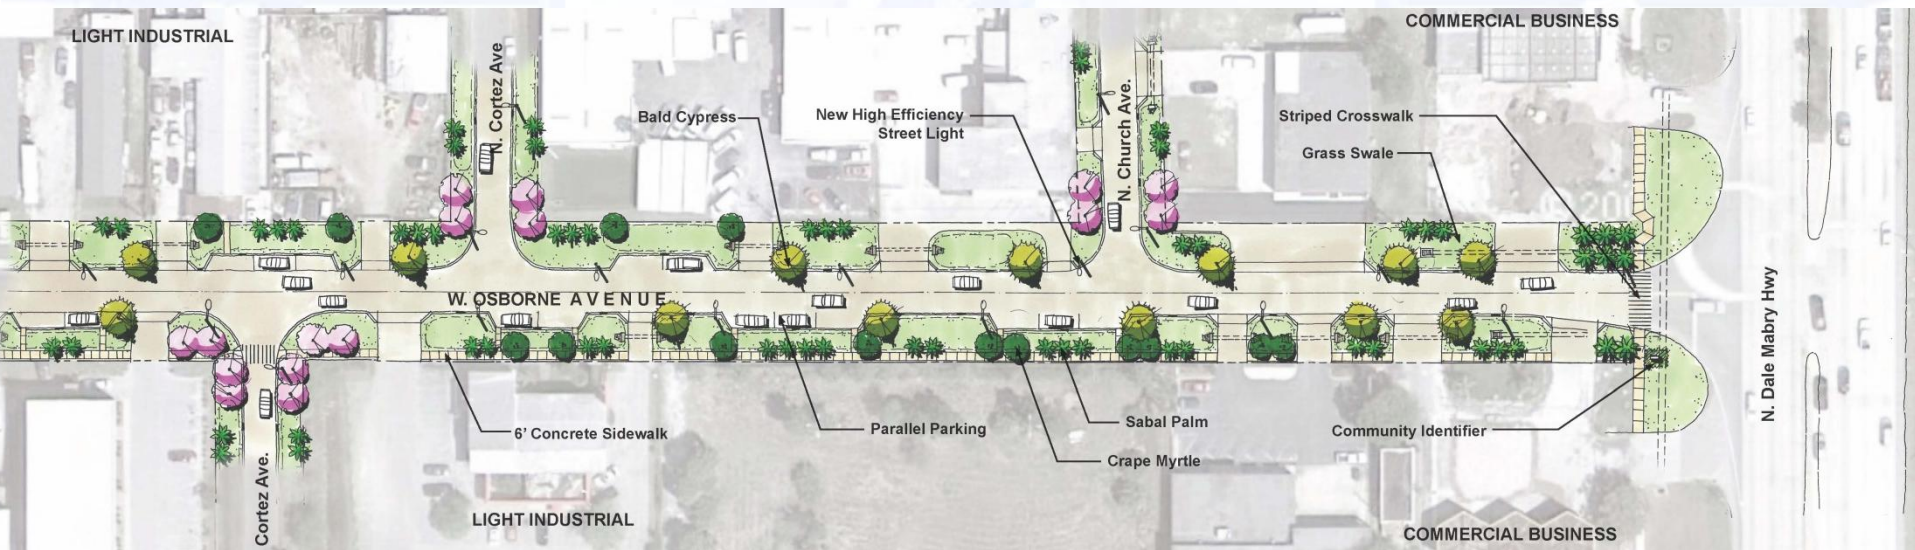 COMMERCIAL BUSINESS
LIGHT INDUSTRIAL
N. Cortez Ave
N. Church Ave.
Bald Cypress
New High Efficiency
Street Light
Striped Crosswalk
Grass Swale
W. OSBORNE AVENUE
N. Dale Mabry Hwy
6' Concrete Sidewalk
Parallel Parking
Sabal Palm
Community Identifier
Crape Myrtle
Cortez Ave.
LIGHT INDUSTRIAL
COMMERCIAL BUSINESS